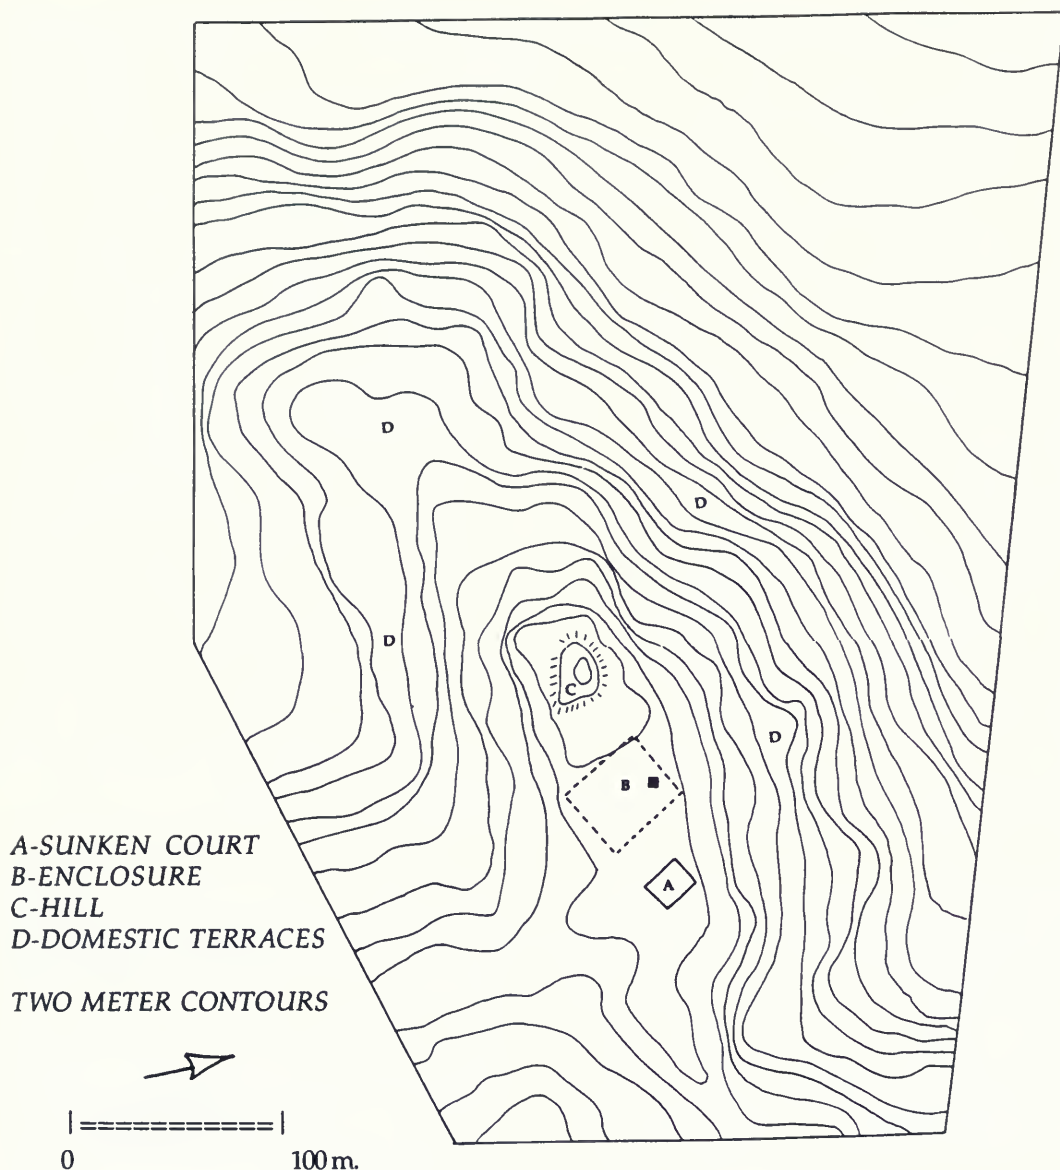 D
D
D
C
D
B
A
A-SUNKEN COURT
B-ENCLOSURE
C-HILL
D-DOMESTIC TERRACES
TWO METER CONTOURS
0 100 m.